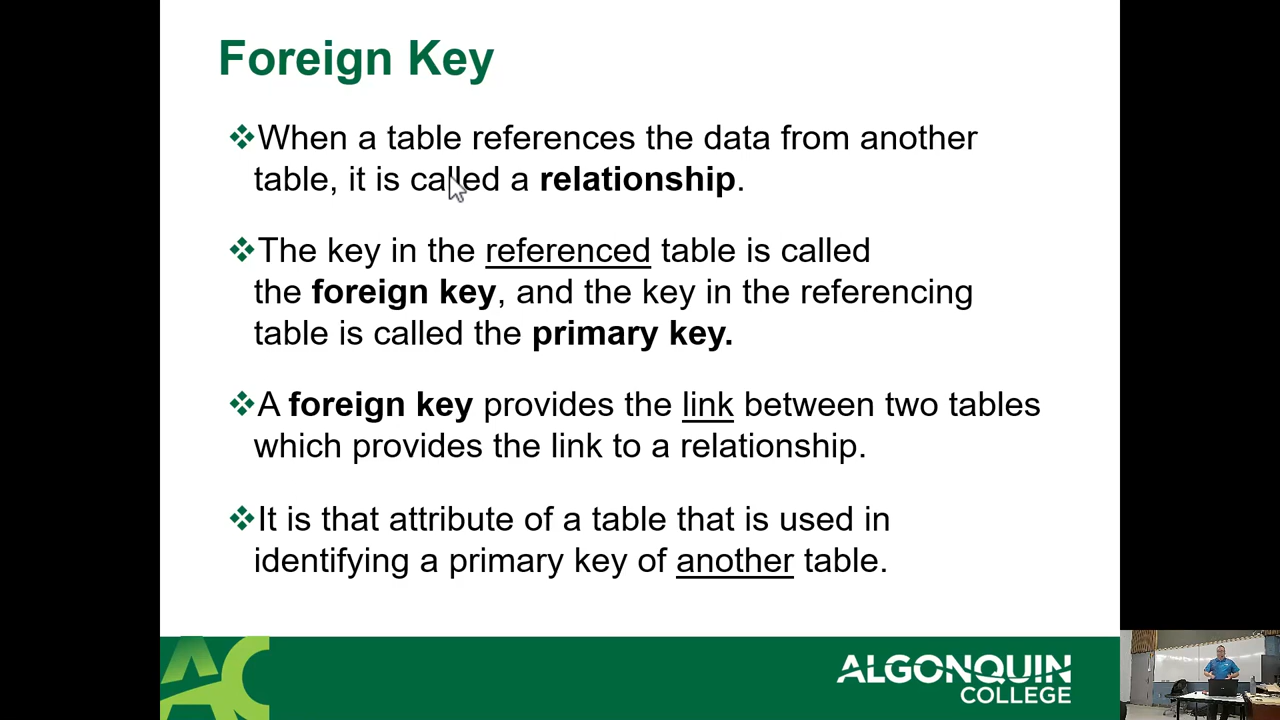 Foreign Key
❖When a table references the data from another
table, it is called a relationship.
❖The key in the referenced table is called
the foreign key, and the key in the referencing
table is called the primary key.
❖A foreign key provides the link between two tables
which provides the link to a relationship.
❖It is that attribute of a table that is used in
identifying a primary key of another table.
AC
ALGONQUIN
COLLEGE